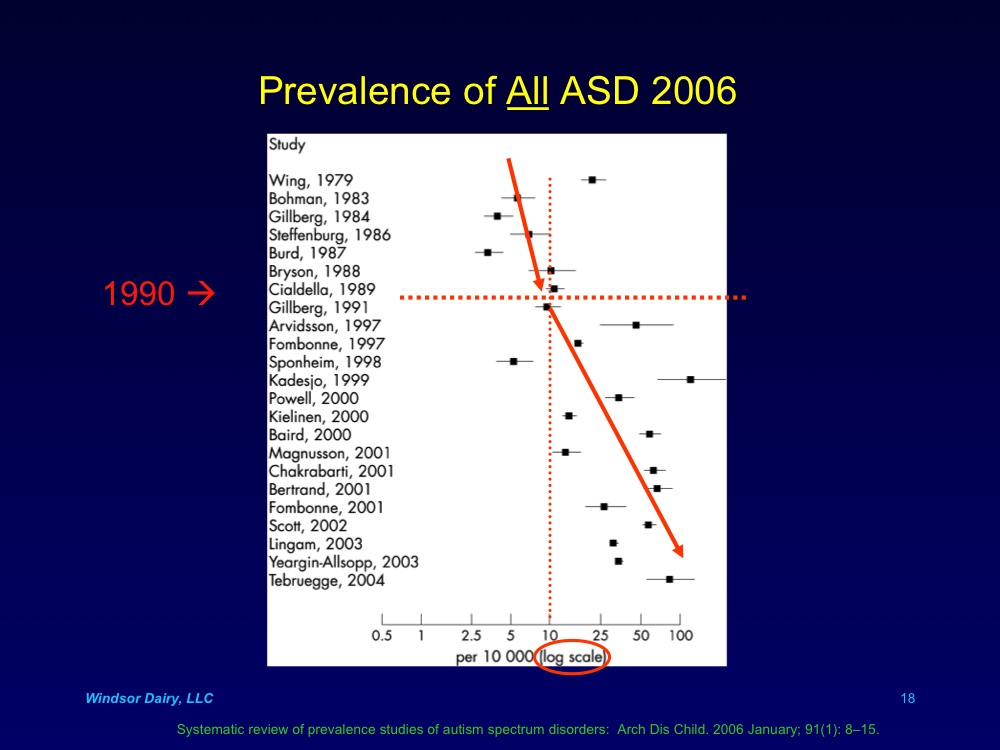 Prevalence of All ASD 2006
Study
Wing, 1979
Bohman, 1983
Gillberg, 1984
Steffenburg, 1986
Burd, 1987
Bryson, 1988
Cialdella, 1989
1990 →
Gillberg, 1991
Arvidsson, 1997
Fombonne, 1997
Sponheim, 1998
Kadesjo, 1999
Powell, 2000
Kielinen, 2000
Baird, 2000
Magnusson, 2001
Chakrabarti, 2001
Bertrand, 2001
Fombonne, 2001
Scott, 2002
Lingam, 2003
Yeargin-Allsopp, 2003
Tebruegge, 2004
0.5 1 2.5 5 10 25 50 100
per 10 000 (log scale)
Windsor Dairy, LLC 18
Systematic review of prevalence studies of autism spectrum disorders: Arch Dis Child. 2006 January; 91(1): 8–15.